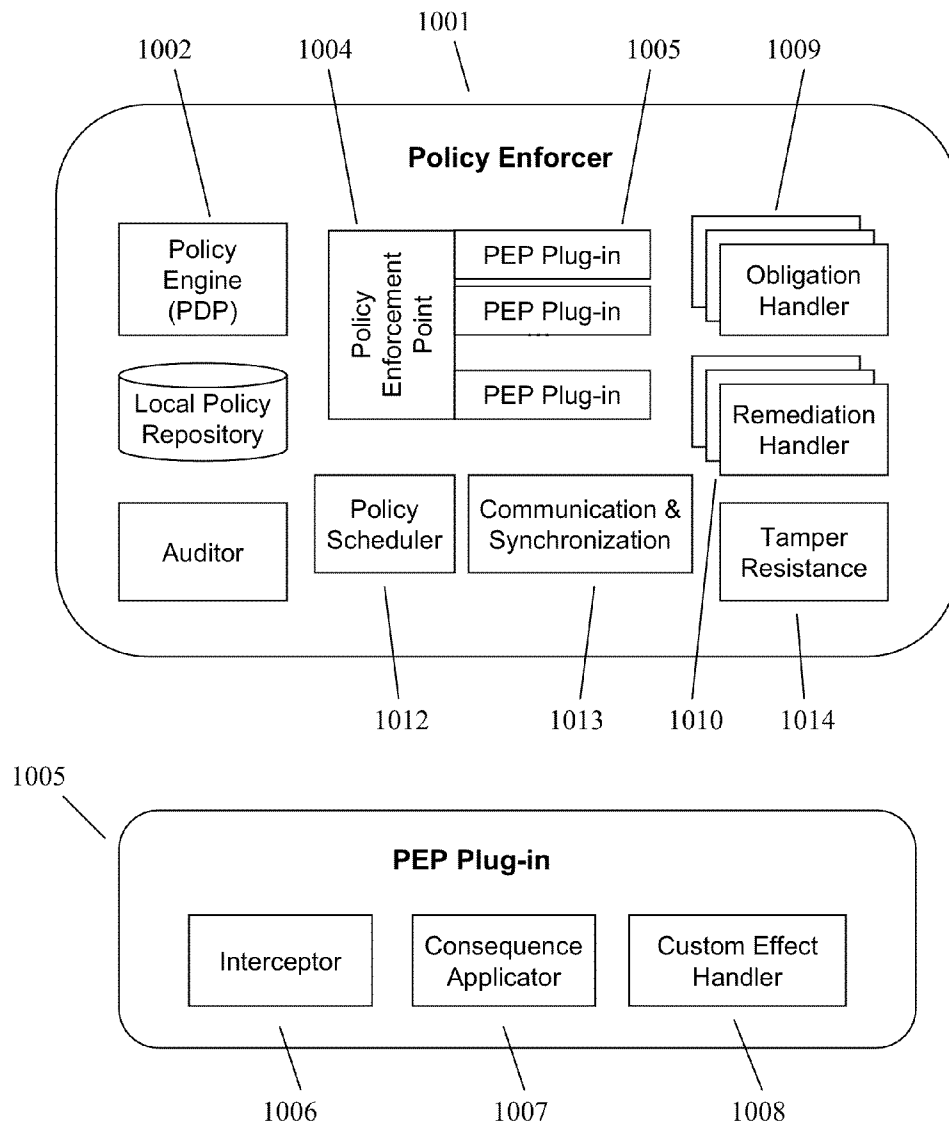 1001
1002
1004
1005
1009
Policy Enforcer
Policy
Engine
(PDP)
Policy
Enforcement
Point
PEP Plug-in
PEP Plug-in
...
PEP Plug-in
Obligation
Handler
Local Policy
Repository
Remediation
Handler
Auditor
Policy
Scheduler
Communication &
Synchronization
Tamper
Resistance
1012
1013
1010
1014
1005
PEP Plug-in
Interceptor
Consequence
Applicator
Custom Effect
Handler
1006
1007
1008